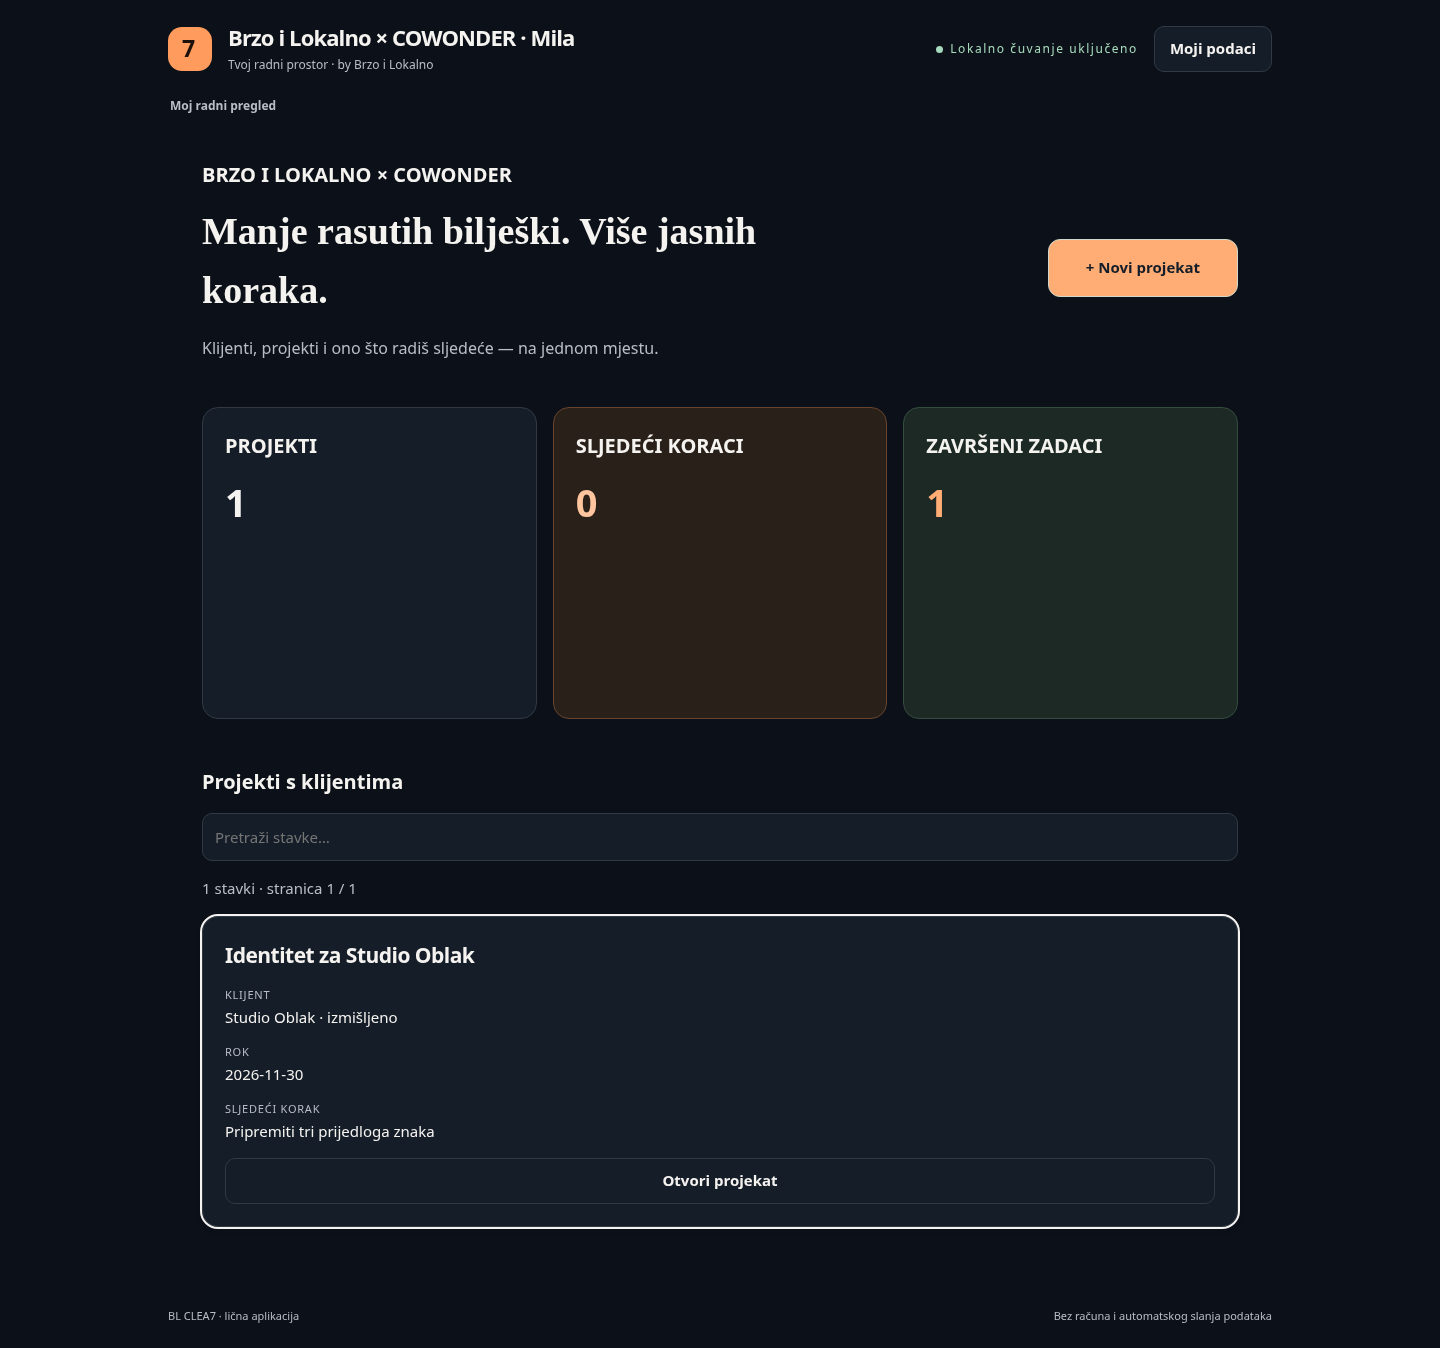 7
Brzo i Lokalno × COWONDER · Mila
Tvoj radni prostor · by Brzo i Lokalno
Lokalno čuvanje uključeno
Moji podaci
Moj radni pregled
BRZO I LOKALNO × COWONDER
Manje rasutih bilješki. Više jasnih
koraka.
+ Novi projekat
Klijenti, projekti i ono što radiš sljedeće — na jednom mjestu.
PROJEKTI
1
SLJEDEĆI KORACI
0
ZAVRŠENI ZADACI
1
Projekti s klijentima
Pretraži stavke...
1 stavki · stranica 1 / 1
Identitet za Studio Oblak
KLIJENT
Studio Oblak · izmišljeno
ROK
2026-11-30
SLJEDEĆI KORAK
Pripremiti tri prijedloga znaka
Otvori projekat
BL CLEA7 · lična aplikacija
Bez računa i automatskog slanja podataka